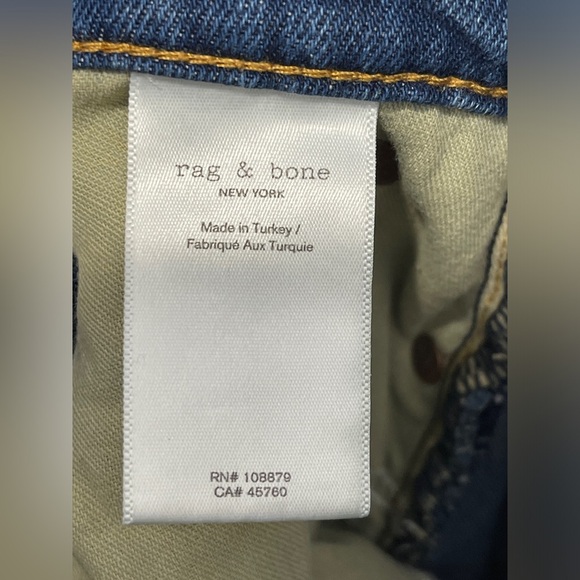 rag & bone
NEW YORK
Made in Turkey /
Fabriqué Aux Turquie
RN# 108879
CA# 45760